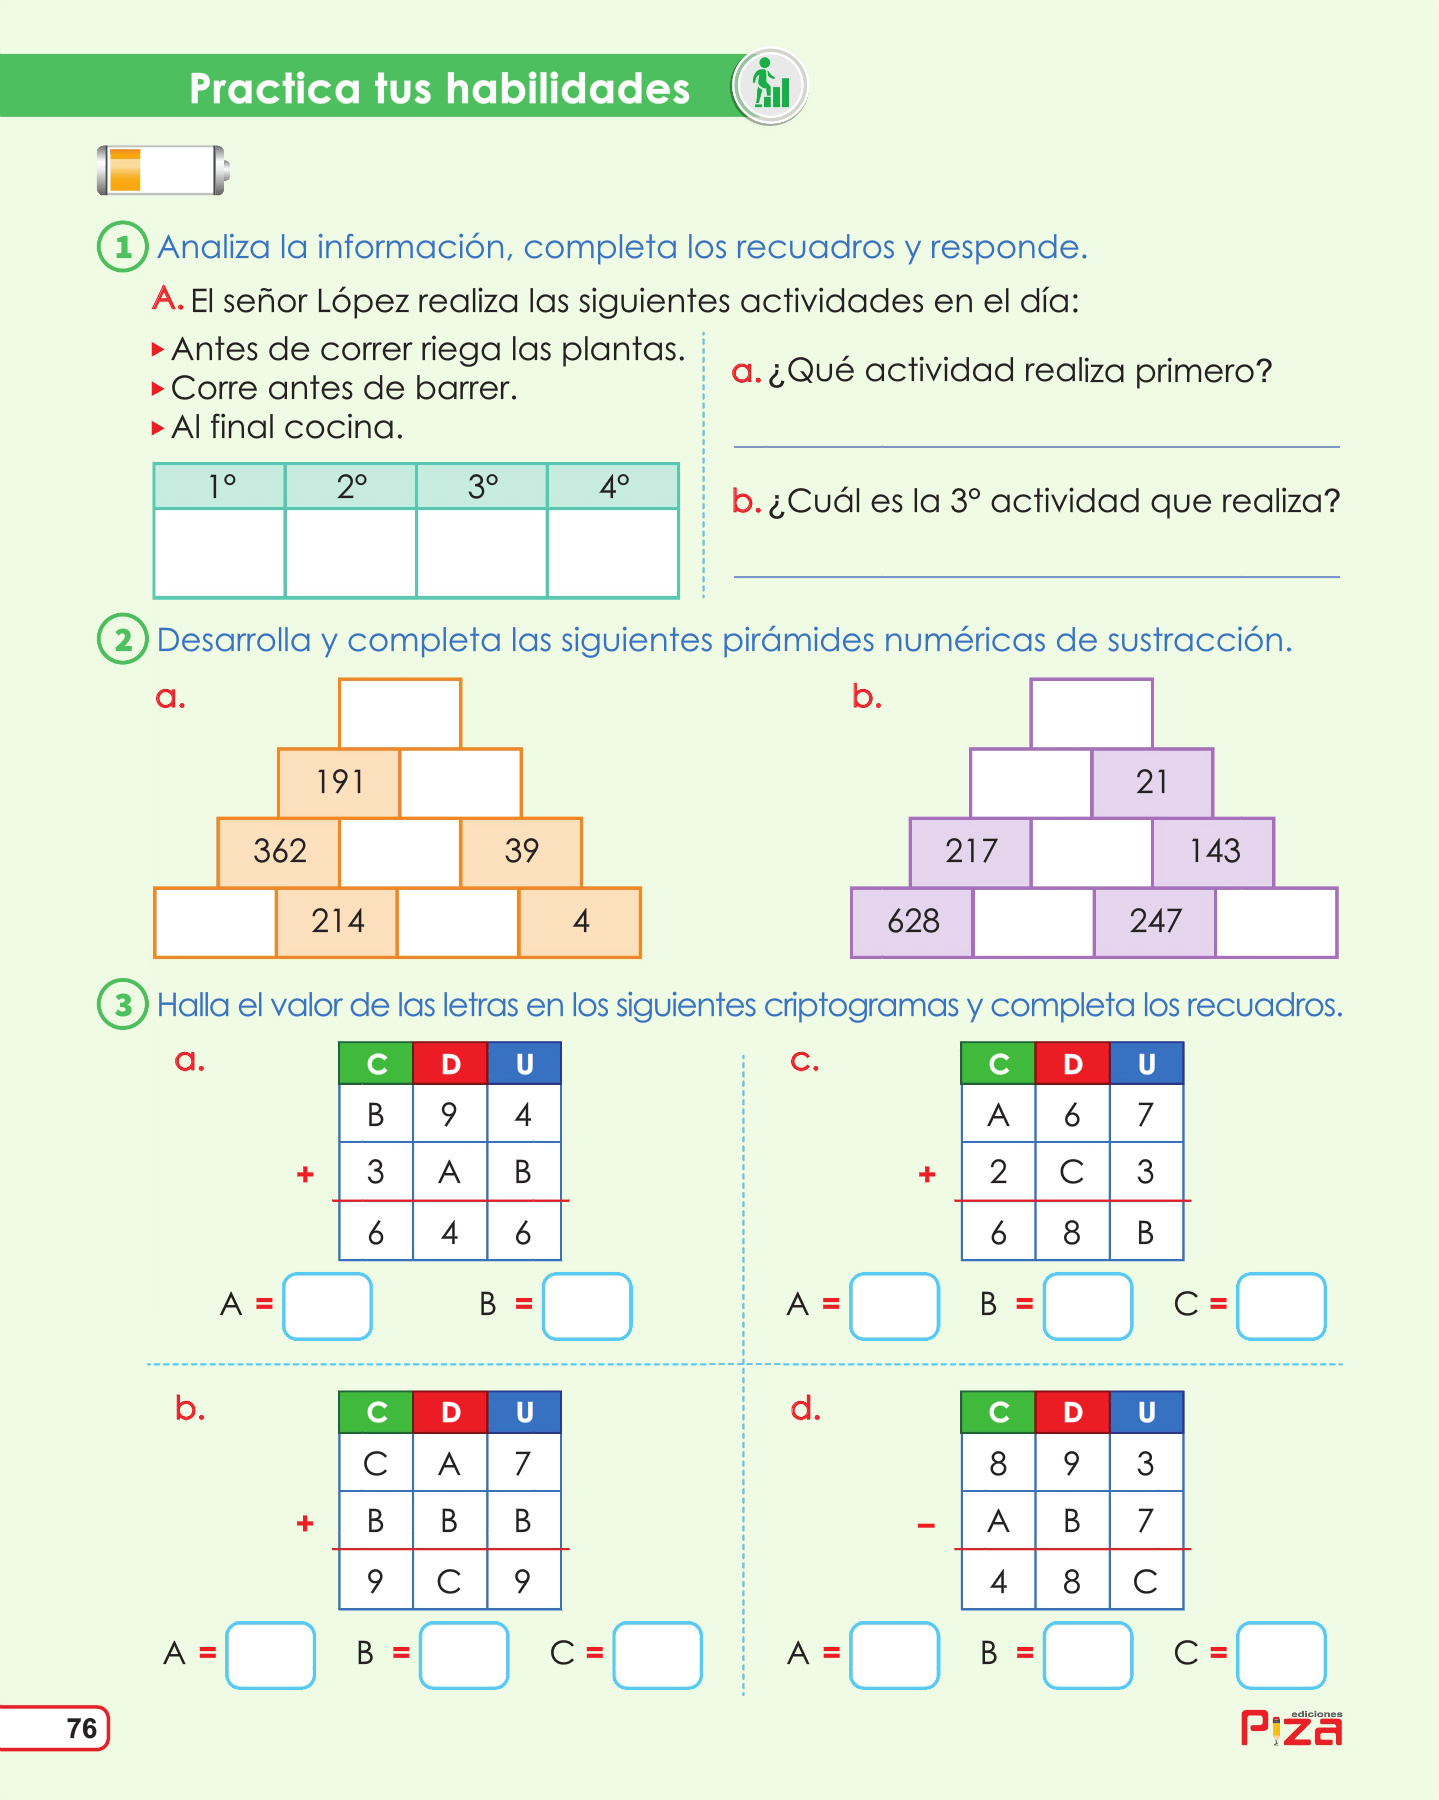 Practica tus habilidades
1 Analiza la información, completa los recuadros y responde.
A. El señor López realiza las siguientes actividades en el día:
Antes de correr riega las plantas.
Corre antes de barrer.
Al final cocina.
1° 2° 3° 4°
a. ¿Qué actividad realiza primero?
b. ¿Cuál es la 3° actividad que realiza?
2 Desarrolla y completa las siguientes pirámides numéricas de sustracción.
a.
191
362 39
214 4
b.
21
217 143
628 247
3 Halla el valor de las letras en los siguientes criptogramas y completa los recuadros.
a.
C D U
B 9 4
+ 3 A B
6 4 6
A = B =
c.
C D U
A 6 7
+ 2 C 3
6 8 B
A = B = C =
b.
C D U
C A 7
+ B B B
9 C 9
A = B = C =
d.
C D U
8 9 3
– A B 7
4 8 C
A = B = C =
76
ediciones
Piza